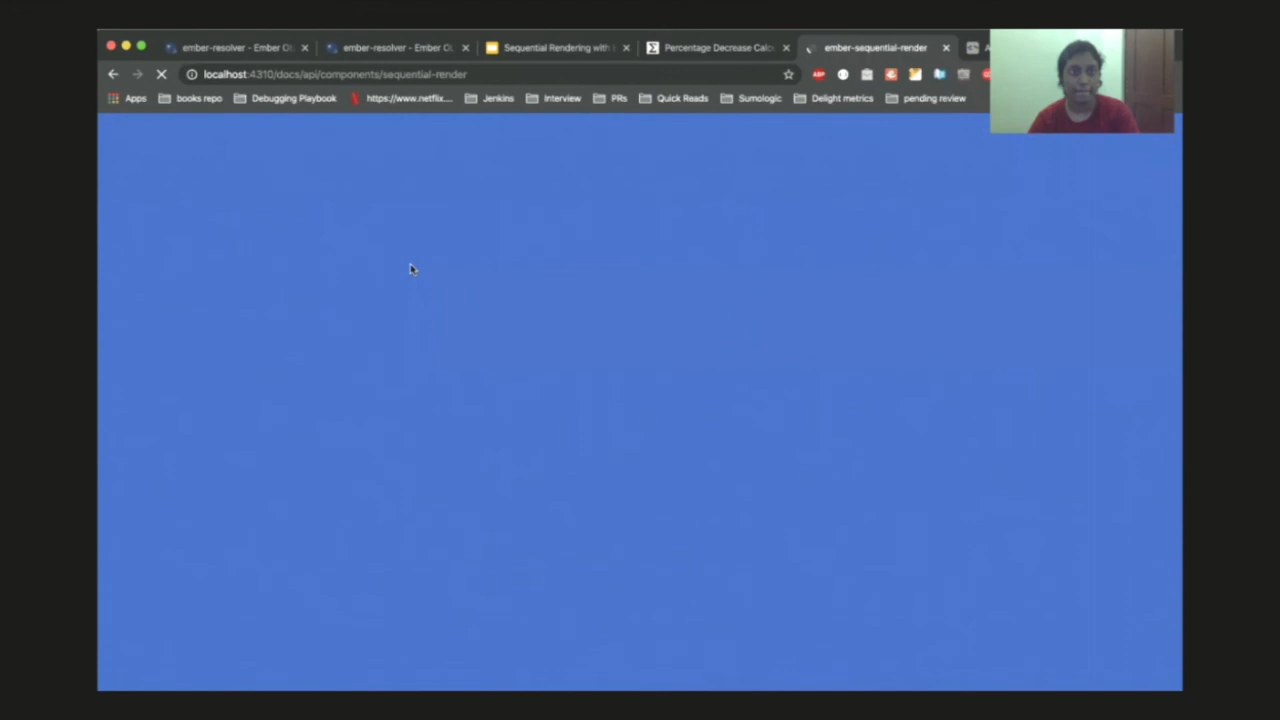 ember-resolver - Ember
ember-resolver - Ember
Sequential Rendering with
Percentage Decrease Calc
ember-sequential-render
localhost:4310/docs/api/components/sequential-render
ABP
Apps
books repo
Debugging Playbook
https://www.netflix....
Jenkins
Interview
PRs
Quick Reads
Sumologic
Delight metrics
pending review